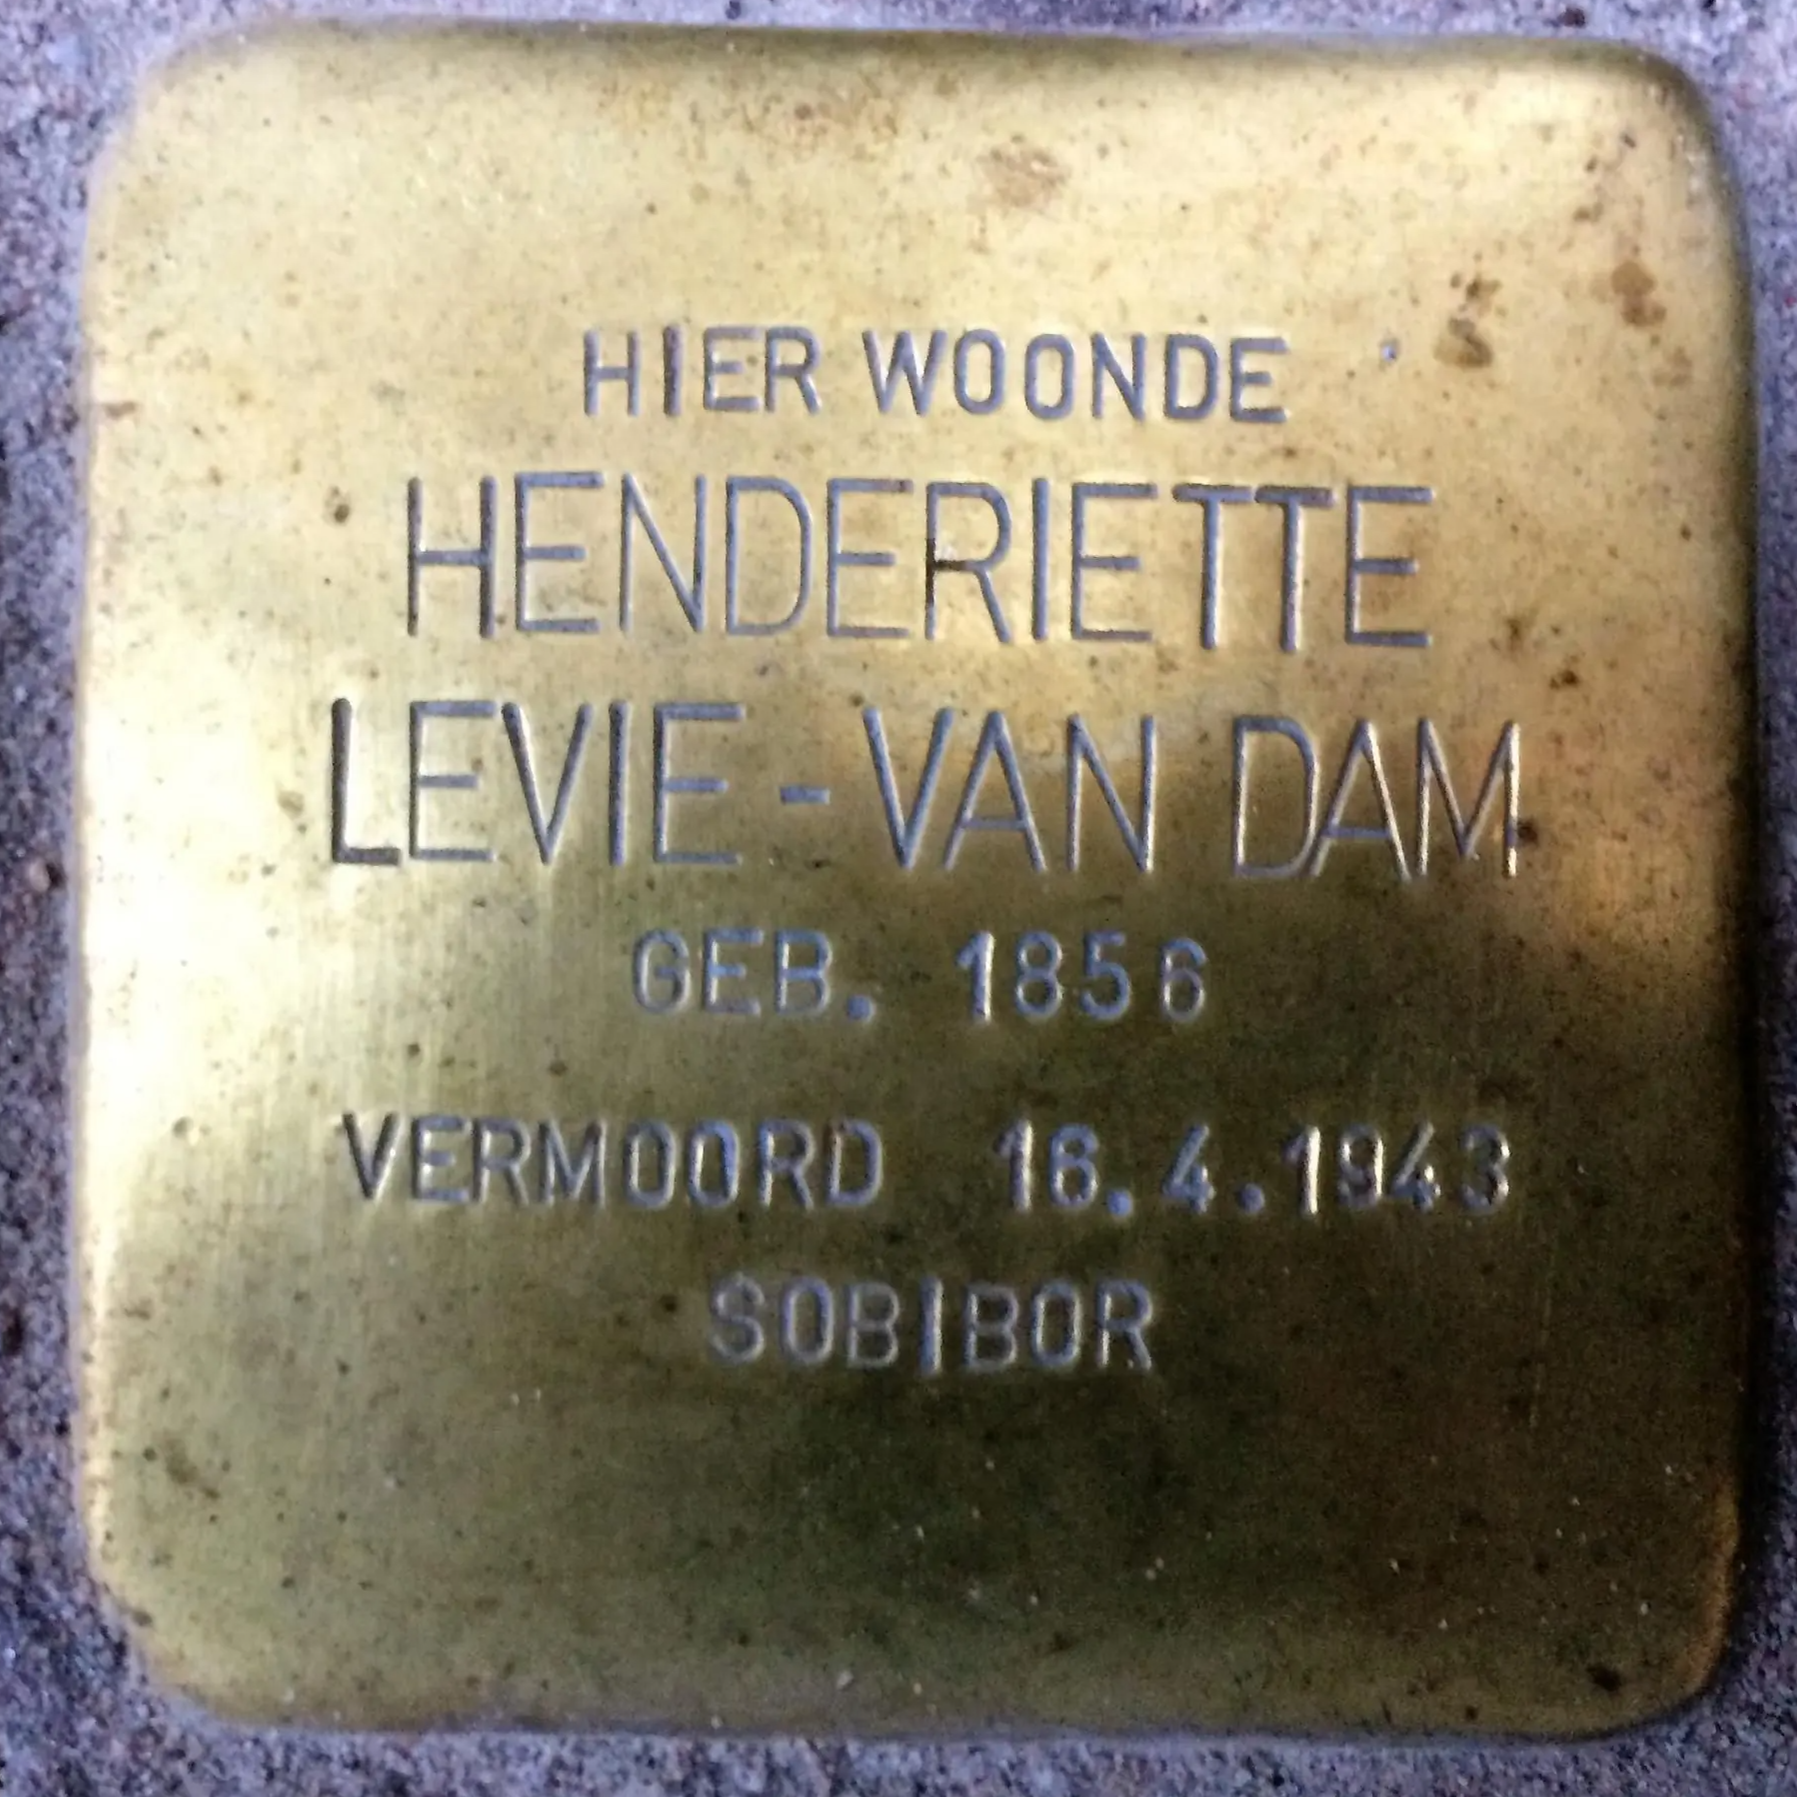 HIER WOONDE
HENDERIETTE
LEVIE - VAN DAM
GEB. 1856
VERMOORD 16.4.1943
SOBIBOR